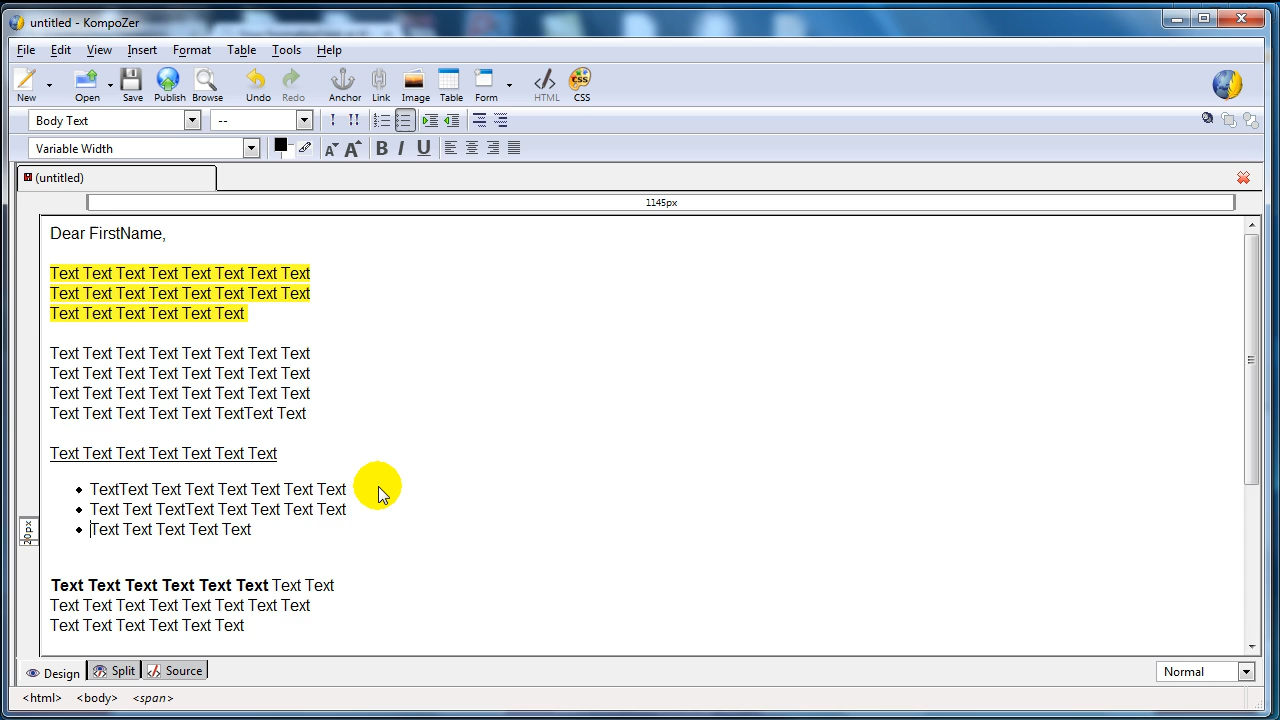 untitled - KompoZer
File Edit View Insert Format Table Tools Help
New Open Save Publish Browse Undo Redo Anchor Link Image Table Form HTML CSS
CSS
Body Text --
Variable Width B I U
(untitled)
1145px
Dear FirstName,
Text Text Text Text Text Text Text Text
Text Text Text Text Text Text Text Text
Text Text Text Text Text Text
Text Text Text Text Text Text Text Text
Text Text Text Text Text Text Text Text
Text Text Text Text Text Text Text Text
Text Text Text Text Text TextText Text
Text Text Text Text Text Text Text
TextText Text Text Text Text Text Text
Text Text TextText Text Text Text Text
20px
Text Text Text Text Text
Text Text Text Text Text Text Text Text
Text Text Text Text Text Text Text Text
Text Text Text Text Text Text
Design Split Source Normal
<html> <body> <span>